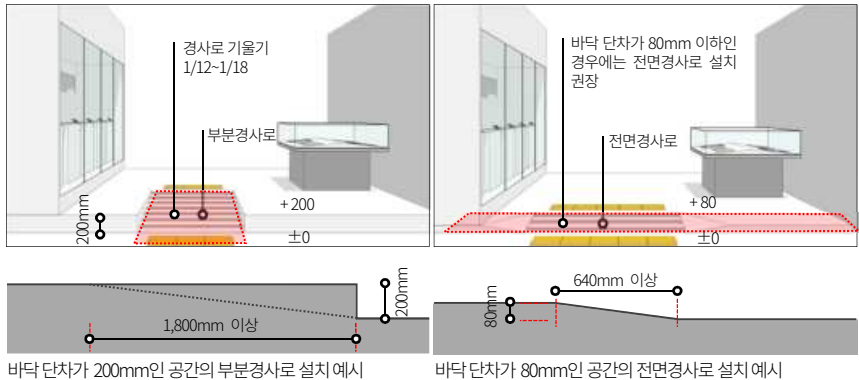 경사로 기울기
1/12~1/18
부분경사로
+200
±0
200mm
바닥 단차가 80mm 이하인
경우에는 전면경사로 설치
권장
전면경사로
+80
±0
200mm
1,800mm 이상
640mm 이상
80mm
바닥 단차가 200mm인 공간의 부분경사로 설치 예시
바닥 단차가 80mm인 공간의 전면경사로 설치 예시